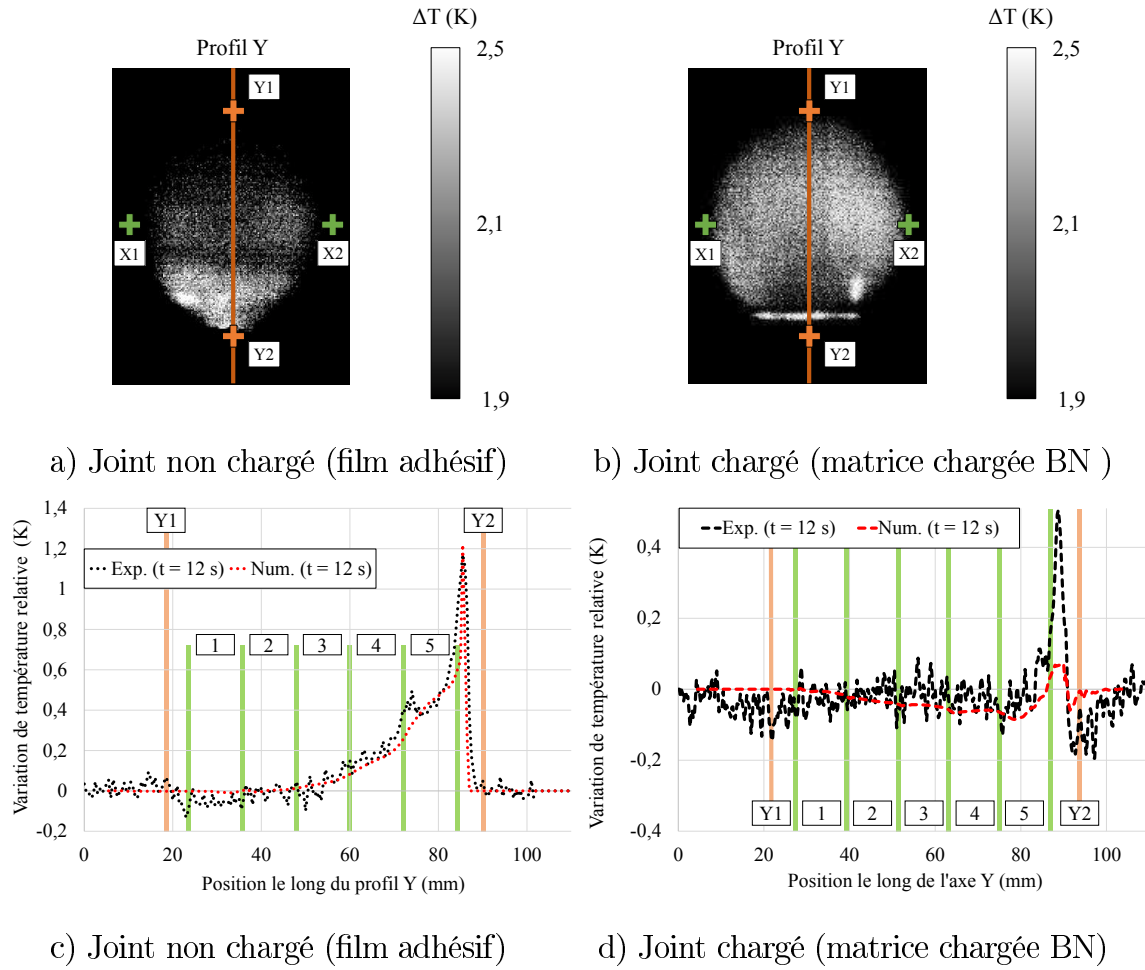 ΔT (K)
Profil Y
2,5
Y1
2,1
X1
X2
Y2
1,9
ΔT (K)
Profil Y
2,5
Y1
2,1
X1
X2
Y2
1,9
a) Joint non chargé (film adhésif)
b) Joint chargé (matrice chargée BN )
Variation de température relative (K)
1,4
1,2
1
0,8
0,6
0,4
0,2
0
-0,2
Y1
Y2
Exp. (t = 12 s)
Num. (t = 12 s)
1
2
3
4
5
0
20
40
60
80
100
Position le long du profil Y (mm)
Variation de température relative (K)
0,4
0,2
0
-0,2
-0,4
Exp. (t = 12 s)
Num. (t = 12 s)
Y1
1
2
3
4
5
Y2
0
20
40
60
80
100
Position le long de l'axe Y (mm)
c) Joint non chargé (film adhésif)
d) Joint chargé (matrice chargée BN)